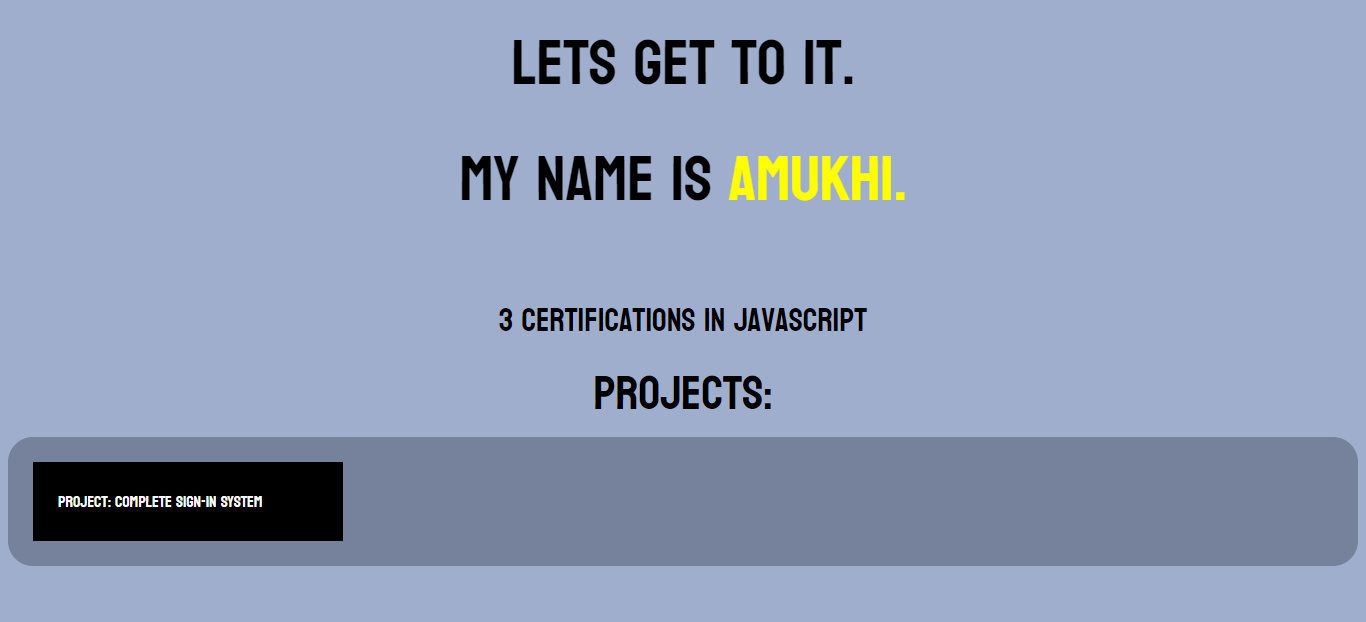 LETS GET TO IT.
MY NAME IS AMUKHI.
3 CERTIFICATIONS IN JAVASCRIPT
PROJECTS:
PROJECT: COMPLETE SIGN-IN SYSTEM